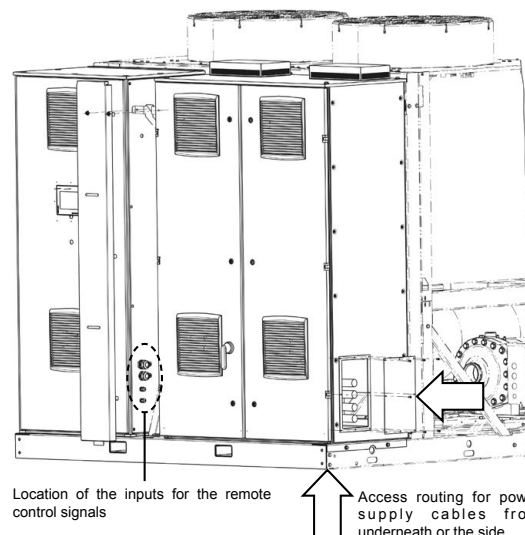 Location of the inputs for the remote
control signals
Access routing for pow
supply cables fro
underneath or the side